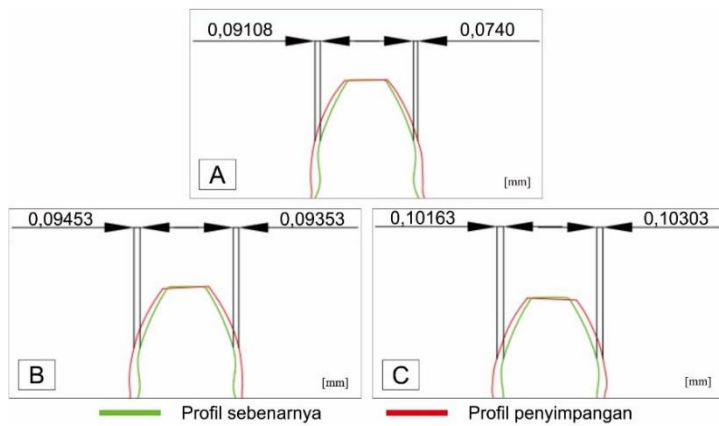 0,09108 0,0740
A [mm]
0,09453 0,09353
B [mm]
0,10163 0,10303
C [mm]
Profil sebenarnya Profil penyimpangan